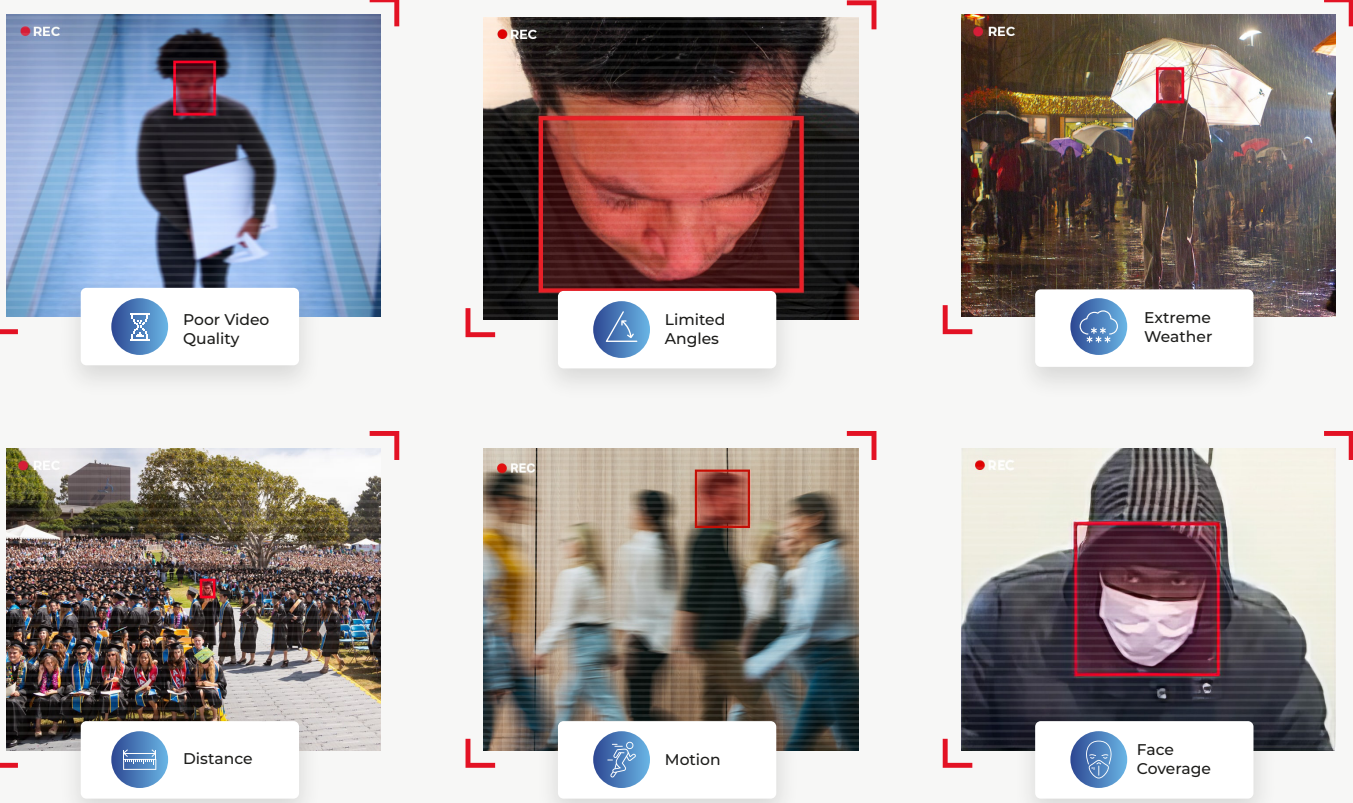 REC
REC
REC
Poor Video
Quality
Limited
Angles
Extreme
Weather
REC
REC
REC
Distance
Motion
Face
Coverage